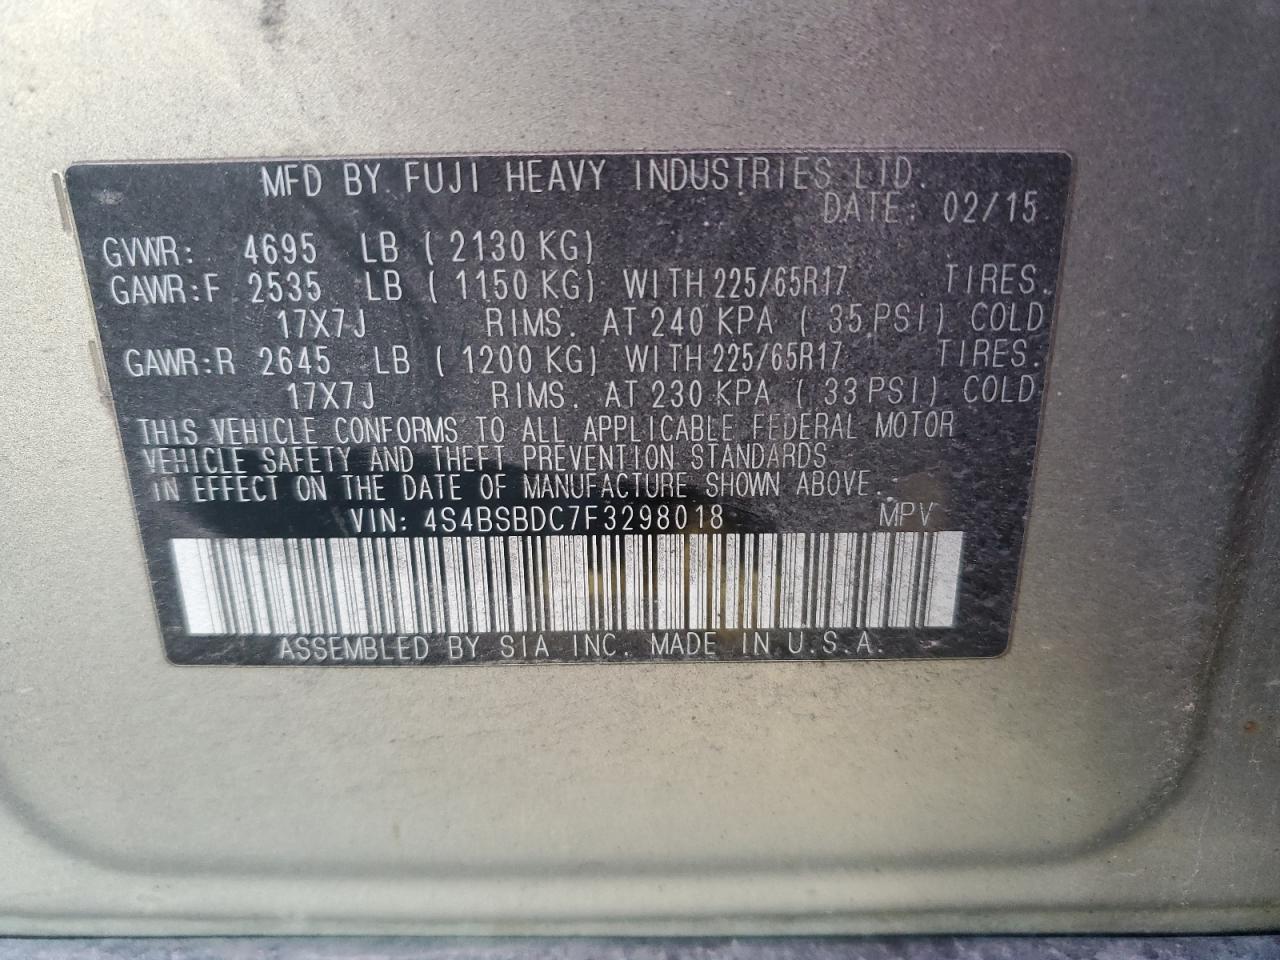 MFD BY FUJI HEAVY INDUSTRIES LTD.
DATE: 02/15
GVWR: 4695 LB ( 2130 KG)
GAWR:F 2535 LB ( 1150 KG) WITH 225/65R17 TIRES.
17X7J RIMS. AT 240 KPA ( 35 PSI) COLD
GAWR:R 2645 LB ( 1200 KG) WITH 225/65R17 TIRES.
17X7J RIMS. AT 230 KPA ( 33 PSI) COLD
THIS VEHICLE CONFORMS TO ALL APPLICABLE FEDERAL MOTOR
VEHICLE SAFETY AND THEFT PREVENTION STANDARDS
IN EFFECT ON THE DATE OF MANUFACTURE SHOWN ABOVE.
VIN: 4S4BSBDC7F3298018 MPV
ASSEMBLED BY SIA INC. MADE IN U.S.A.